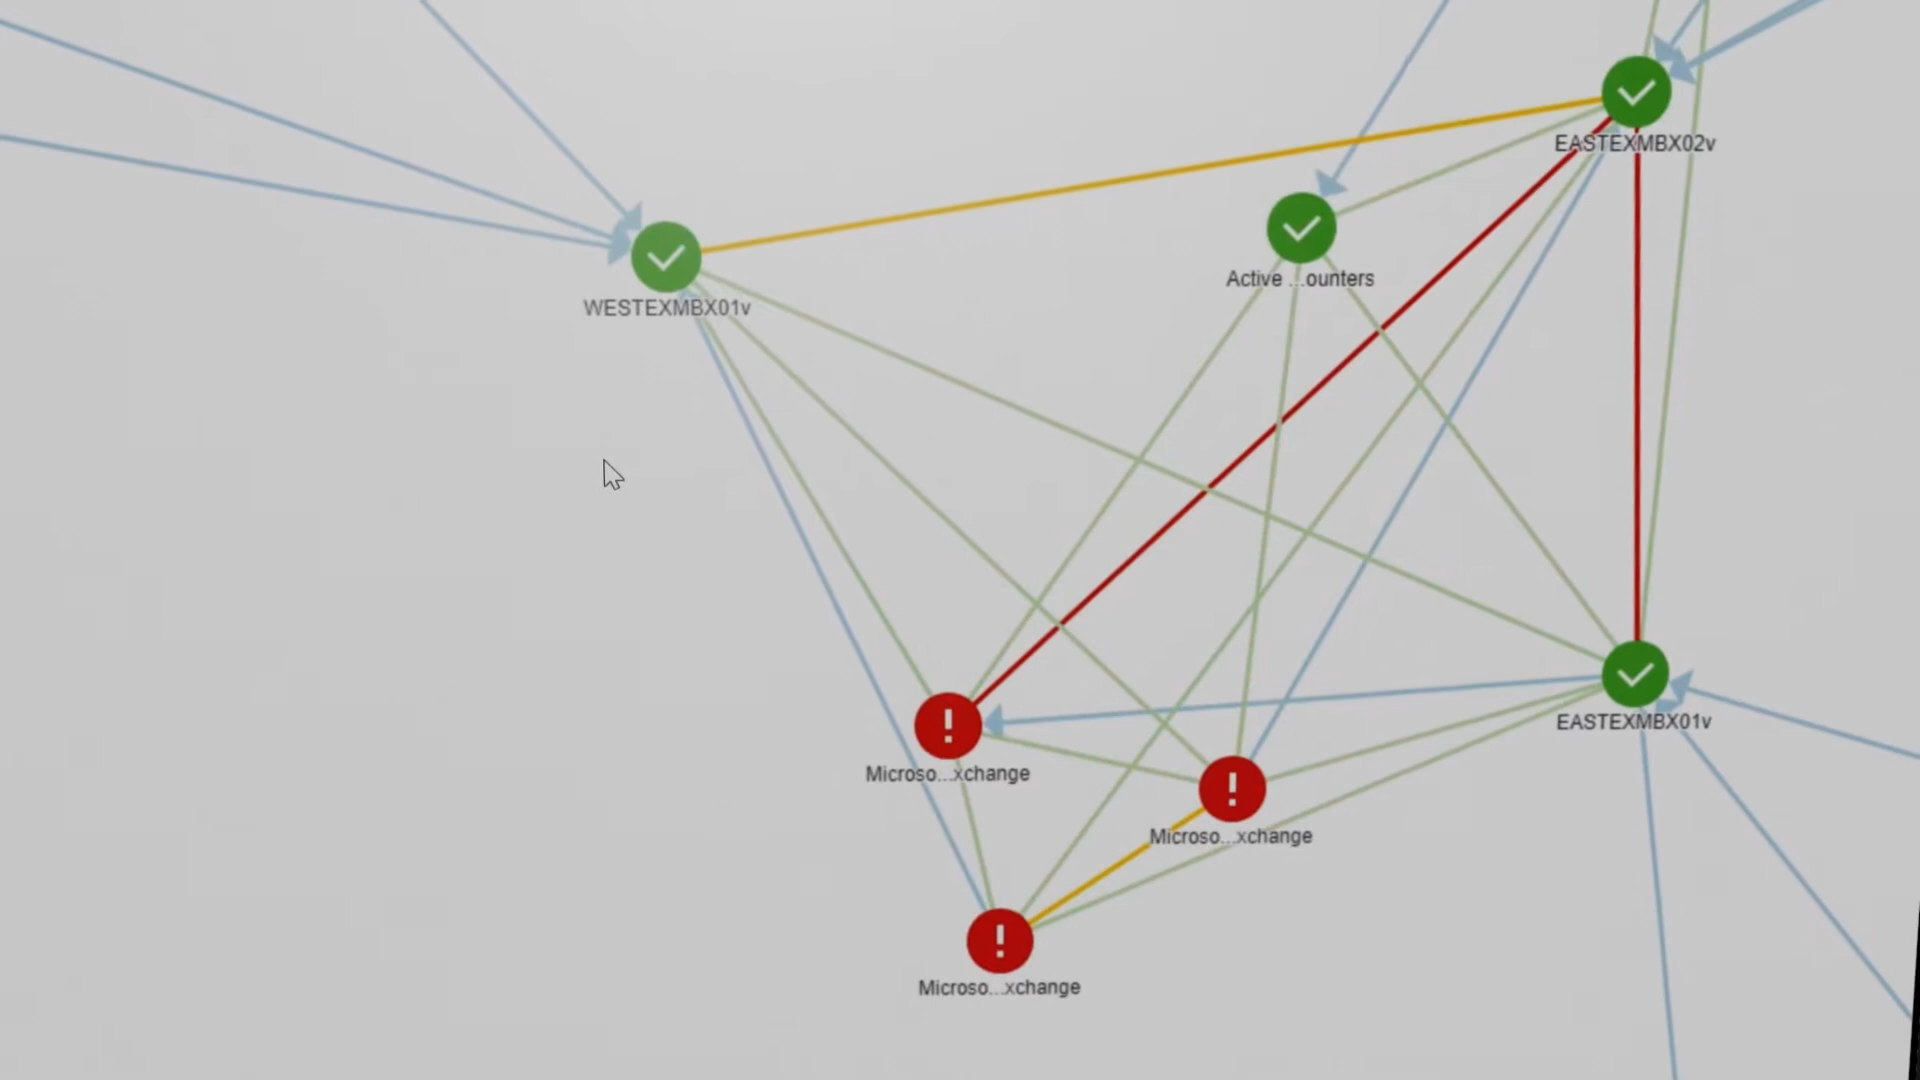 EASTEXMBX02v
Active ...ounters
WESTEXMBX01v
EASTEXMBX01v
Microso...xchange
Microso...xchange
Microso...xchange